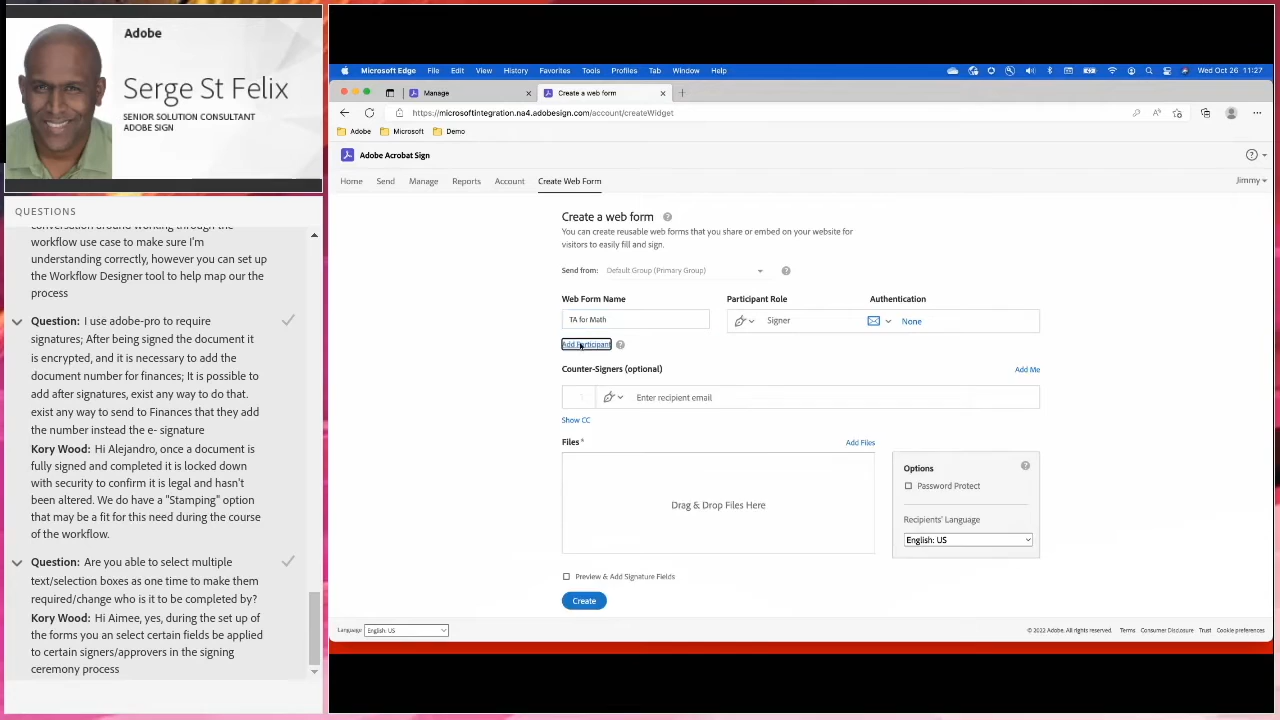 Adobe
Serge St Felix
SENIOR SOLUTION CONSULTANT
ADOBE SIGN
QUESTIONS
conversation around working through the
workflow use case to make sure I'm
understanding correctly, however you can set up
the Workflow Designer tool to help map our the
process
Question: I use adobe-pro to require
signatures; After being signed the document it
is encrypted, and it is necessary to add the
document number for finances; It is possible to
add after signatures, exist any way to do that.
exist any way to send to Finances that they add
the number instead the e- signature
Kory Wood: Hi Alejandro, once a document is
fully signed and completed it is locked down
with security to confirm it is legal and hasn't
been altered. We do have a "Stamping" option
that may be a fit for this need during the course
of the workflow.
Question: Are you able to select multiple
text/selection boxes as one time to make them
required/change who is it to be completed by?
Kory Wood: Hi Aimee, yes, during the set up of
the forms you an select certain fields be applied
to certain signers/approvers in the signing
ceremony process
Microsoft Edge File Edit View History Favorites Tools Profiles Tab Window Help Wed Oct 26 11:27
Manage
Create a web form
https://microsoftintegration.na4.adobesign.com/account/createWidget
Adobe Microsoft Demo
Adobe Acrobat Sign
Home Send Manage Reports Account Create Web Form Jimmy
Create a web form
You can create reusable web forms that you share or embed on your website for
visitors to easily fill and sign.
Send from: Default Group (Primary Group)
Web Form Name Participant Role Authentication
TA for Math Signer None
Add Participant
Counter-Signers (optional) Add Me
Enter recipient email
Show CC
Files * Add Files
Drag & Drop Files Here
Options
Password Protect
Recipients' Language
English: US
Preview & Add Signature Fields
Create
Language: English: US © 2022 Adobe. All rights reserved. Terms Consumer Disclosure Trust Cookie preferences